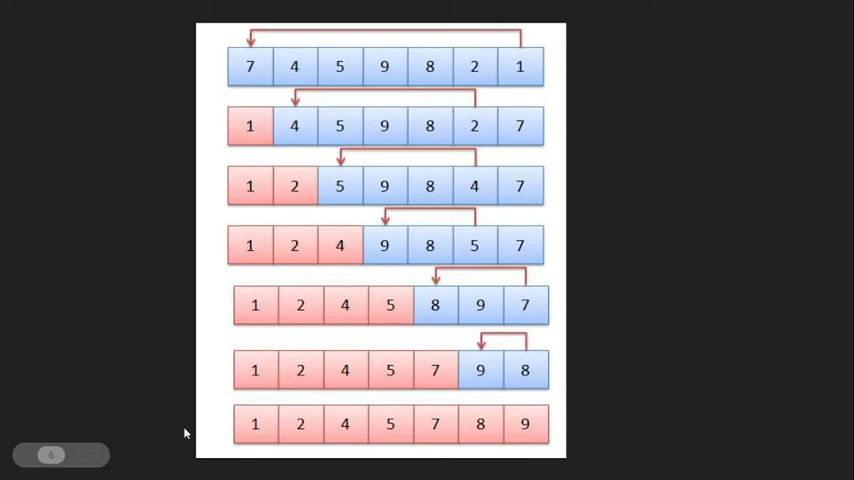 7 4 5 9 8 2 1
1 4 5 9 8 2 7
1 2 5 9 8 4 7
1 2 4 9 8 5 7
1 2 4 5 8 9 7
1 2 4 5 7 9 8
1 2 4 5 7 8 9
6